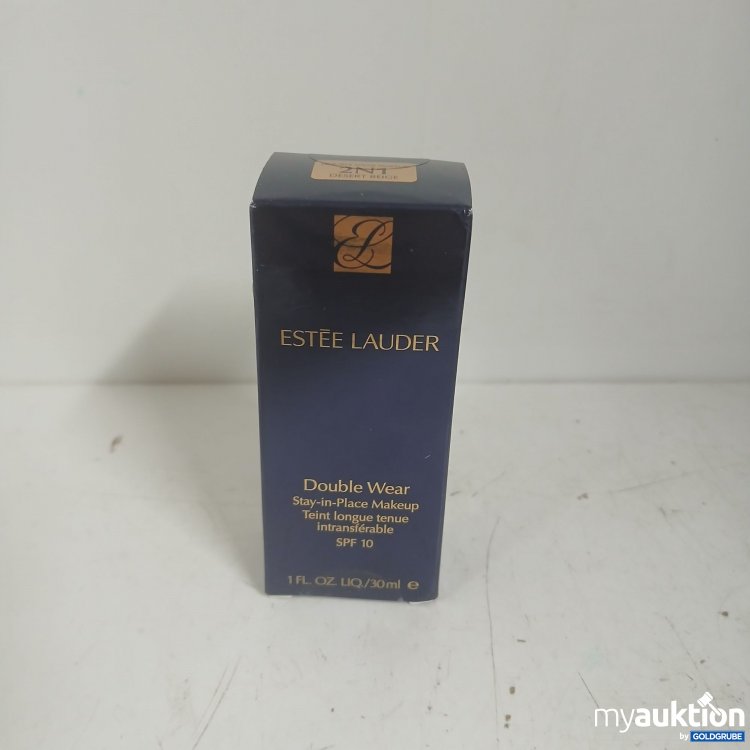 2N1
DESERT BEIGE
EL
ESTĒE LAUDER
Double Wear
Stay-in-Place Makeup
Teint longue tenue
intransférable
SPF 10
1 FL. OZ. LIQ./30ml e
myauktion
by GOLDGRUBE